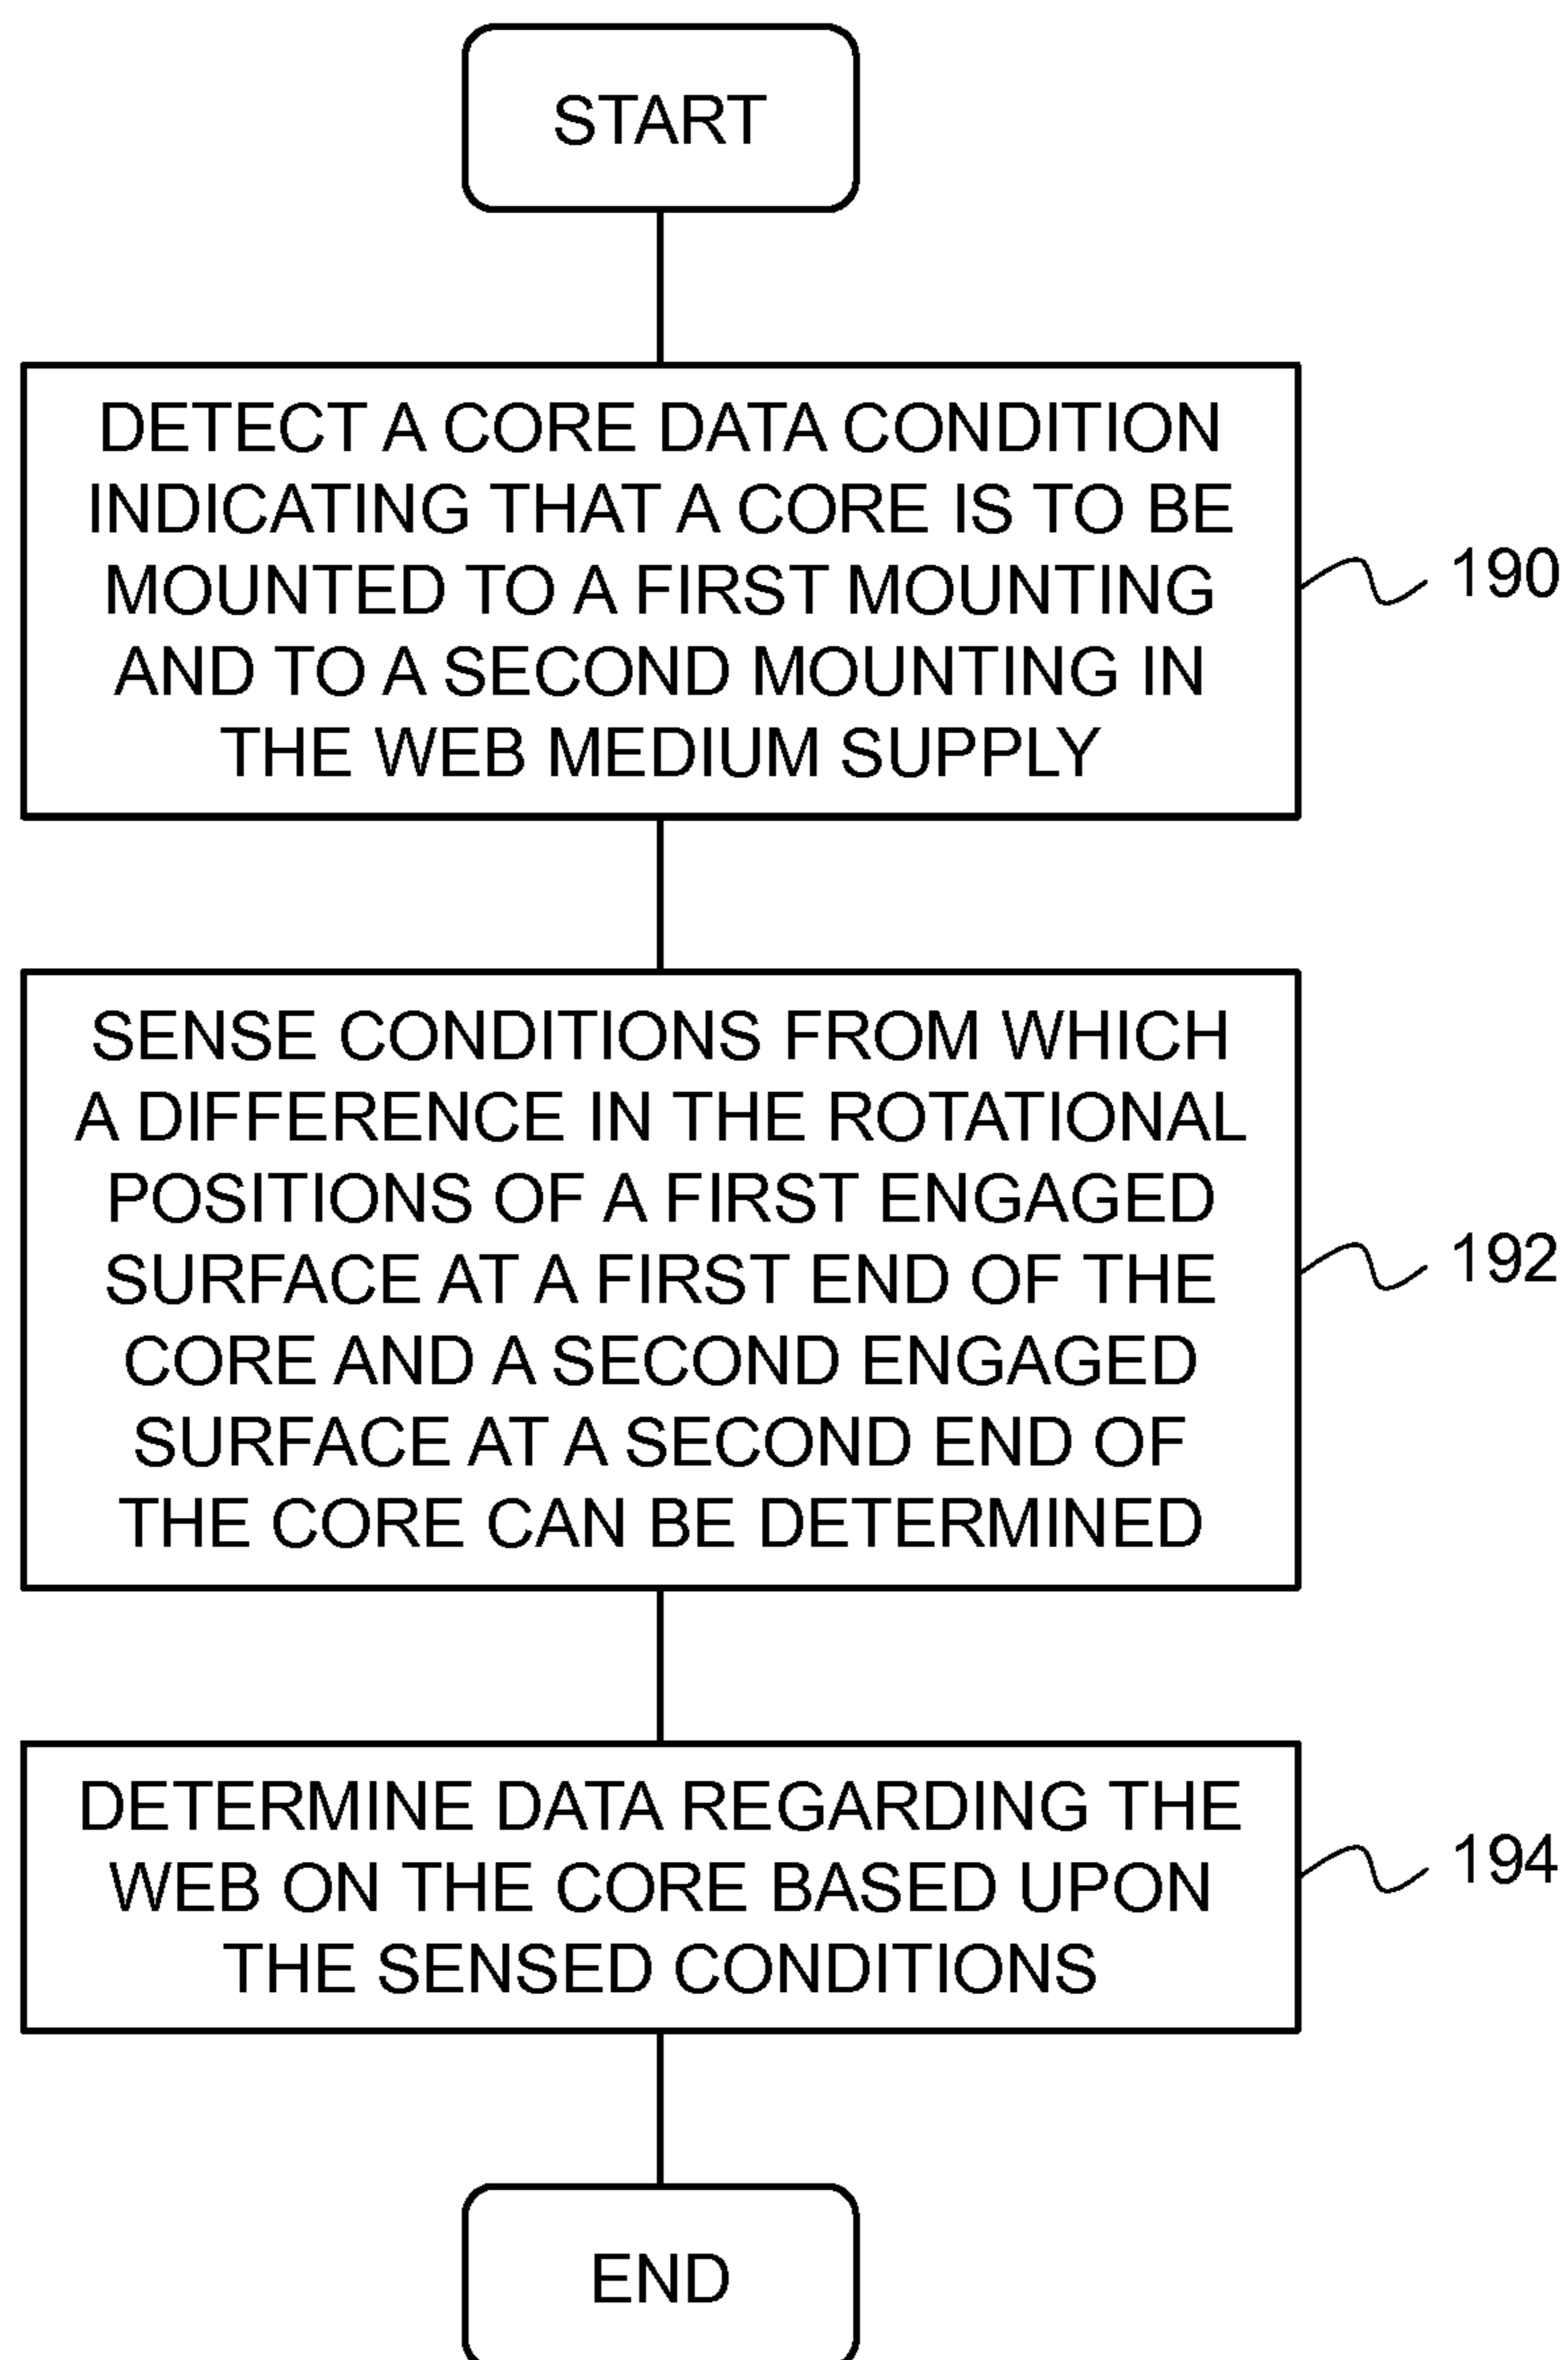 START
DETECT A CORE DATA CONDITION
INDICATING THAT A CORE IS TO BE
MOUNTED TO A FIRST MOUNTING
AND TO A SECOND MOUNTING IN
THE WEB MEDIUM SUPPLY
190
SENSE CONDITIONS FROM WHICH
A DIFFERENCE IN THE ROTATIONAL
POSITIONS OF A FIRST ENGAGED
SURFACE AT A FIRST END OF THE
CORE AND A SECOND ENGAGED
SURFACE AT A SECOND END OF
THE CORE CAN BE DETERMINED
192
DETERMINE DATA REGARDING THE
WEB ON THE CORE BASED UPON
THE SENSED CONDITIONS
194
END